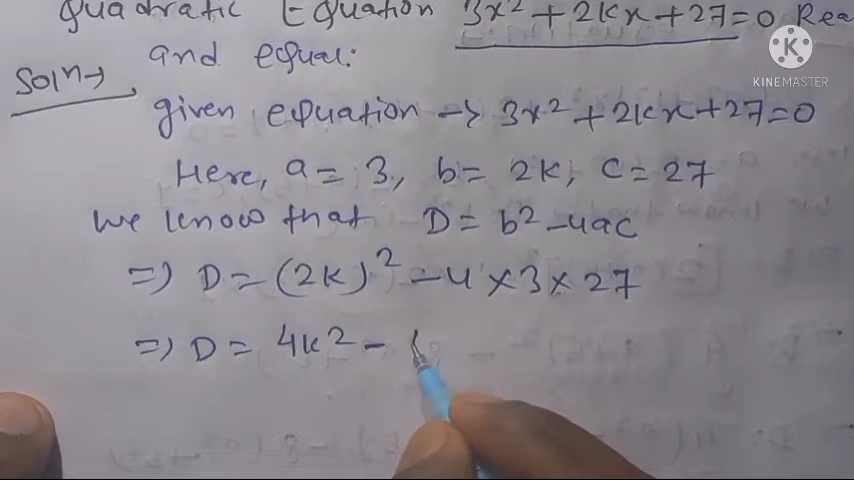 Quadratic Equation 3x² + 2kx + 27 = 0 Rea
and equal:
Soln →
given equation → 3x² + 2kx + 27 = 0
Here, a = 3, b = 2k, c = 27
we know that D = b² - 4ac
=> D = (2k)² - 4 × 3 × 27
=> D = 4k² -
K
KINEMASTER